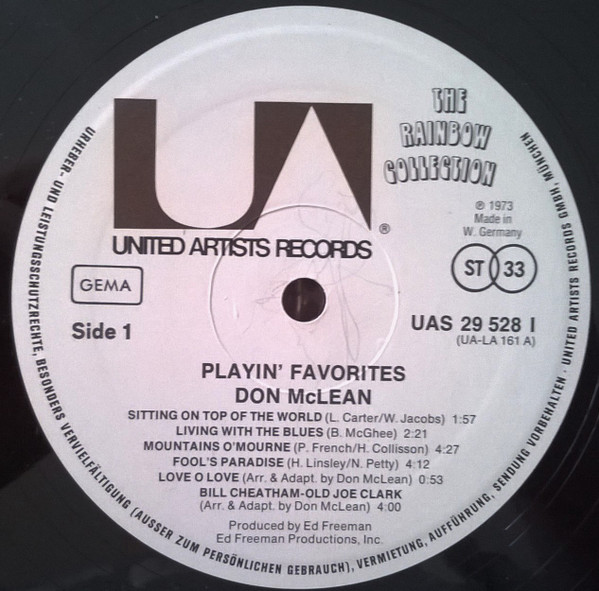 THE
RAINBOW
COLLECTION
UA
®
UNITED ARTISTS RECORDS
℗ 1973
Made in
W. Germany
GEMA
ST 33
Side 1
UAS 29 528 I
(UA-LA 161 A)
PLAYIN' FAVORITES
DON McLEAN
SITTING ON TOP OF THE WORLD (L. Carter/W. Jacobs) 1:57
LIVING WITH THE BLUES (B. McGhee) 2:21
MOUNTAINS O'MOURNE (P. French/H. Collisson) 4:27
FOOL'S PARADISE (H. Linsley/N. Petty) 4:12
LOVE O LOVE (Arr. & Adapt. by Don McLean) 0:53
BILL CHEATHAM-OLD JOE CLARK
(Arr. & Adapt. by Don McLean) 4:00
Produced by Ed Freeman
Ed Freeman Productions, Inc.
URHEBER- UND LEISTUNGSSCHUTZRECHTE, BESONDERS VERVIELFÄLTIGUNG (AUSSER ZUM PERSÖNLICHEN GEBRAUCH), VERMIETUNG, AUFFÜHRUNG, SENDUNG VORBEHALTEN · UNITED ARTISTS RECORDS GMBH, MÜNCHEN